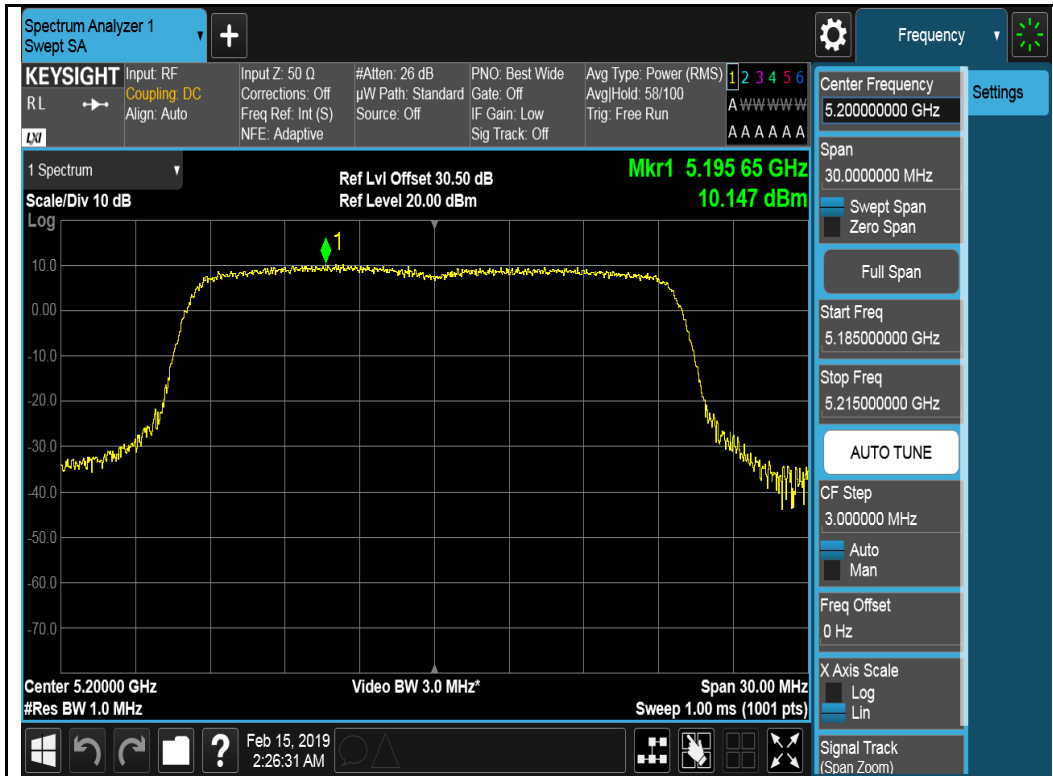 Spectrum Analyzer 1
Swept SA
+
Frequency
KEYSIGHT
RL
LXI
Input: RF
Coupling: DC
Align: Auto
Input Z: 50 Ω
Corrections: Off
Freq Ref: Int (S)
NFE: Adaptive
#Atten: 26 dB
µW Path: Standard
Source: Off
PNO: Best Wide
Gate: Off
IF Gain: Low
Sig Track: Off
Avg Type: Power (RMS)
Avg|Hold: 58/100
Trig: Free Run
1 2 3 4 5 6
A W W W W W
A A A A A A
1 Spectrum
Scale/Div 10 dB
Log
Ref Lvl Offset 30.50 dB
Ref Level 20.00 dBm
Mkr1 5.195 65 GHz
10.147 dBm
1
10.0
0.00
-10.0
-20.0
-30.0
-40.0
-50.0
-60.0
-70.0
Center 5.20000 GHz
#Res BW 1.0 MHz
Video BW 3.0 MHz*
Span 30.00 MHz
Sweep 1.00 ms (1001 pts)
Center Frequency
5.200000000 GHz
Settings
Span
30.0000000 MHz
Swept Span
Zero Span
Full Span
Start Freq
5.185000000 GHz
Stop Freq
5.215000000 GHz
AUTO TUNE
CF Step
3.000000 MHz
Auto
Man
Freq Offset
0 Hz
X Axis Scale
Log
Lin
Signal Track
(Span Zoom)
?
Feb 15, 2019
2:26:31 AM